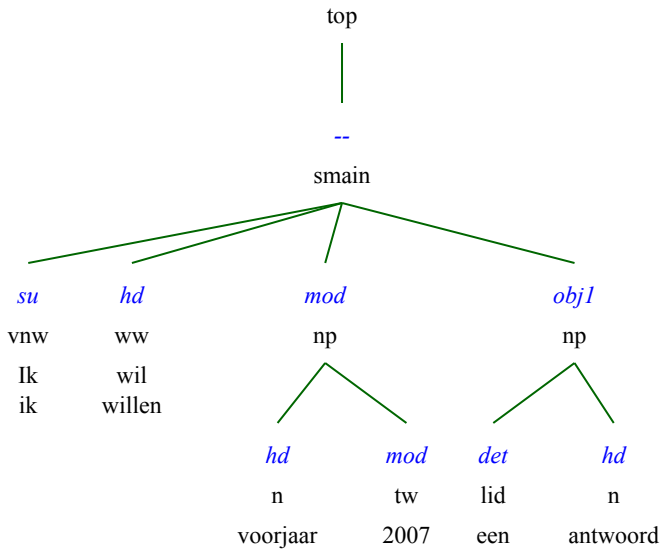 top
--
smain
su hd mod obj1
vnw ww np np
Ik wil
ik willen
hd mod det hd
n tw lid n
voorjaar 2007 een antwoord